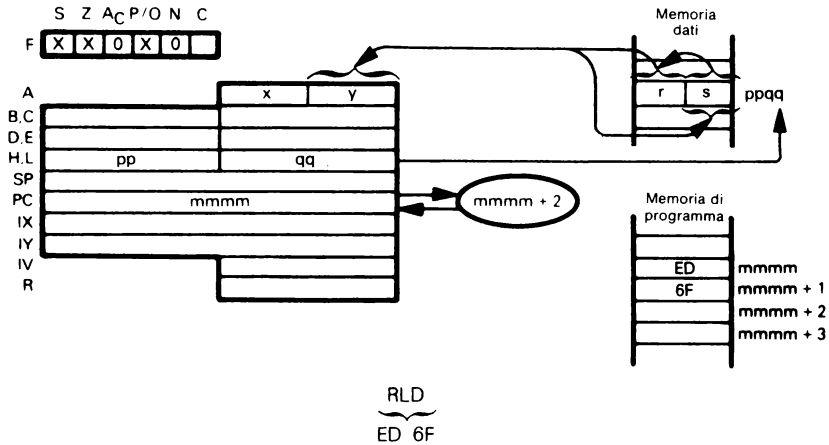 S Z AC P/O N C
F X X 0 X 0
Memoria dati
A x y
r s ppqq
B.C
D.E
H.L pp qq
SP
PC mmmm mmmm + 2
IX
IY
IV
R
Memoria di programma
ED mmmm
6F mmmm + 1
mmmm + 2
mmmm + 3
RLD
ED 6F